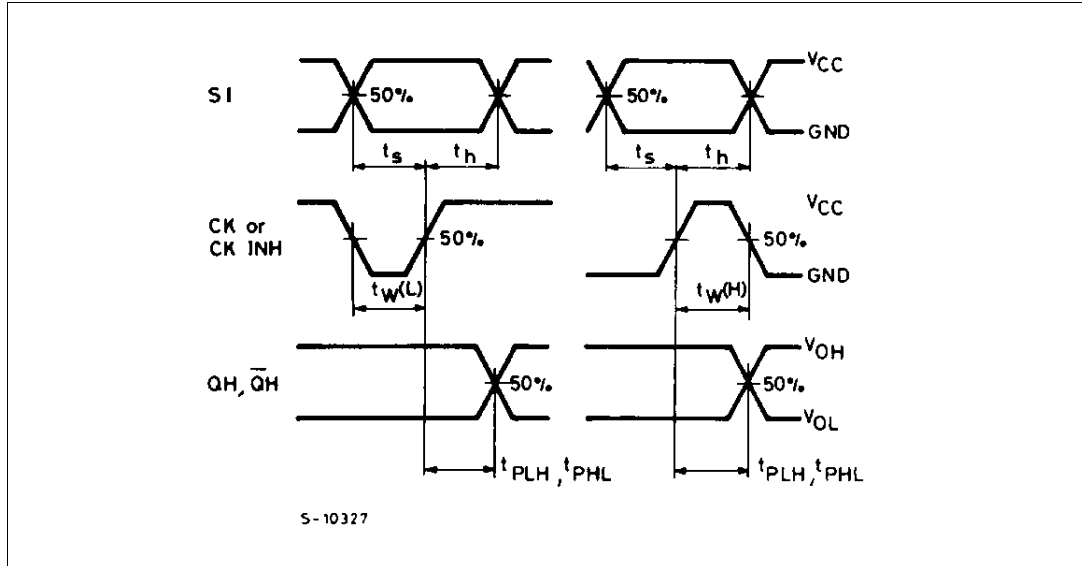 SI 50% 50% VCC
GND
ts th ts th
CK or
CK INH 50% VCC
50%
GND
tW(L) tW(H)
QH, Q̅H̅ 50% VOH
50%
VOL
tPLH, tPHL tPLH, tPHL
S-10327